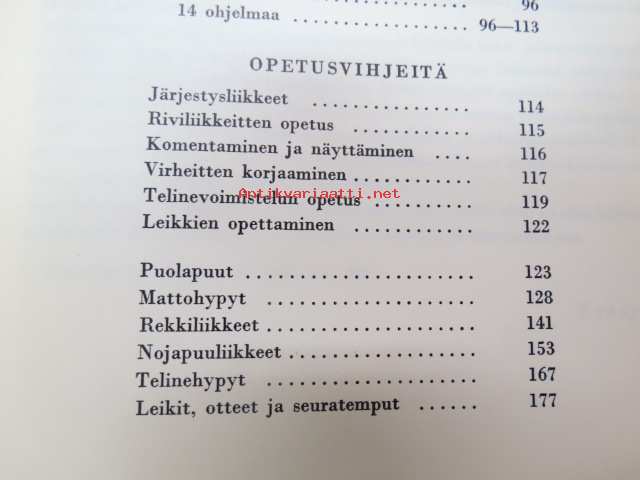 96
14 ohjelmaa ................... 96—113
OPETUSVIHJEITÄ
Järjestysliikkeet ................ 114
Riviliikkeitten opetus .............. 115
Komentaminen ja näyttäminen .... 116
Virheitten korjaaminen ............ 117
Telinevoimistelun opetus .......... 119
Antikvariaatti.net
Leikkien opettaminen ............ 122
Puolapuut ....................... 123
Mattohypyt ..................... 128
Rekkiliikkeet .................... 141
Nojapuuliikkeet .................. 153
Telinehypyt ..................... 167
Leikit, otteet ja seuratemput ...... 177